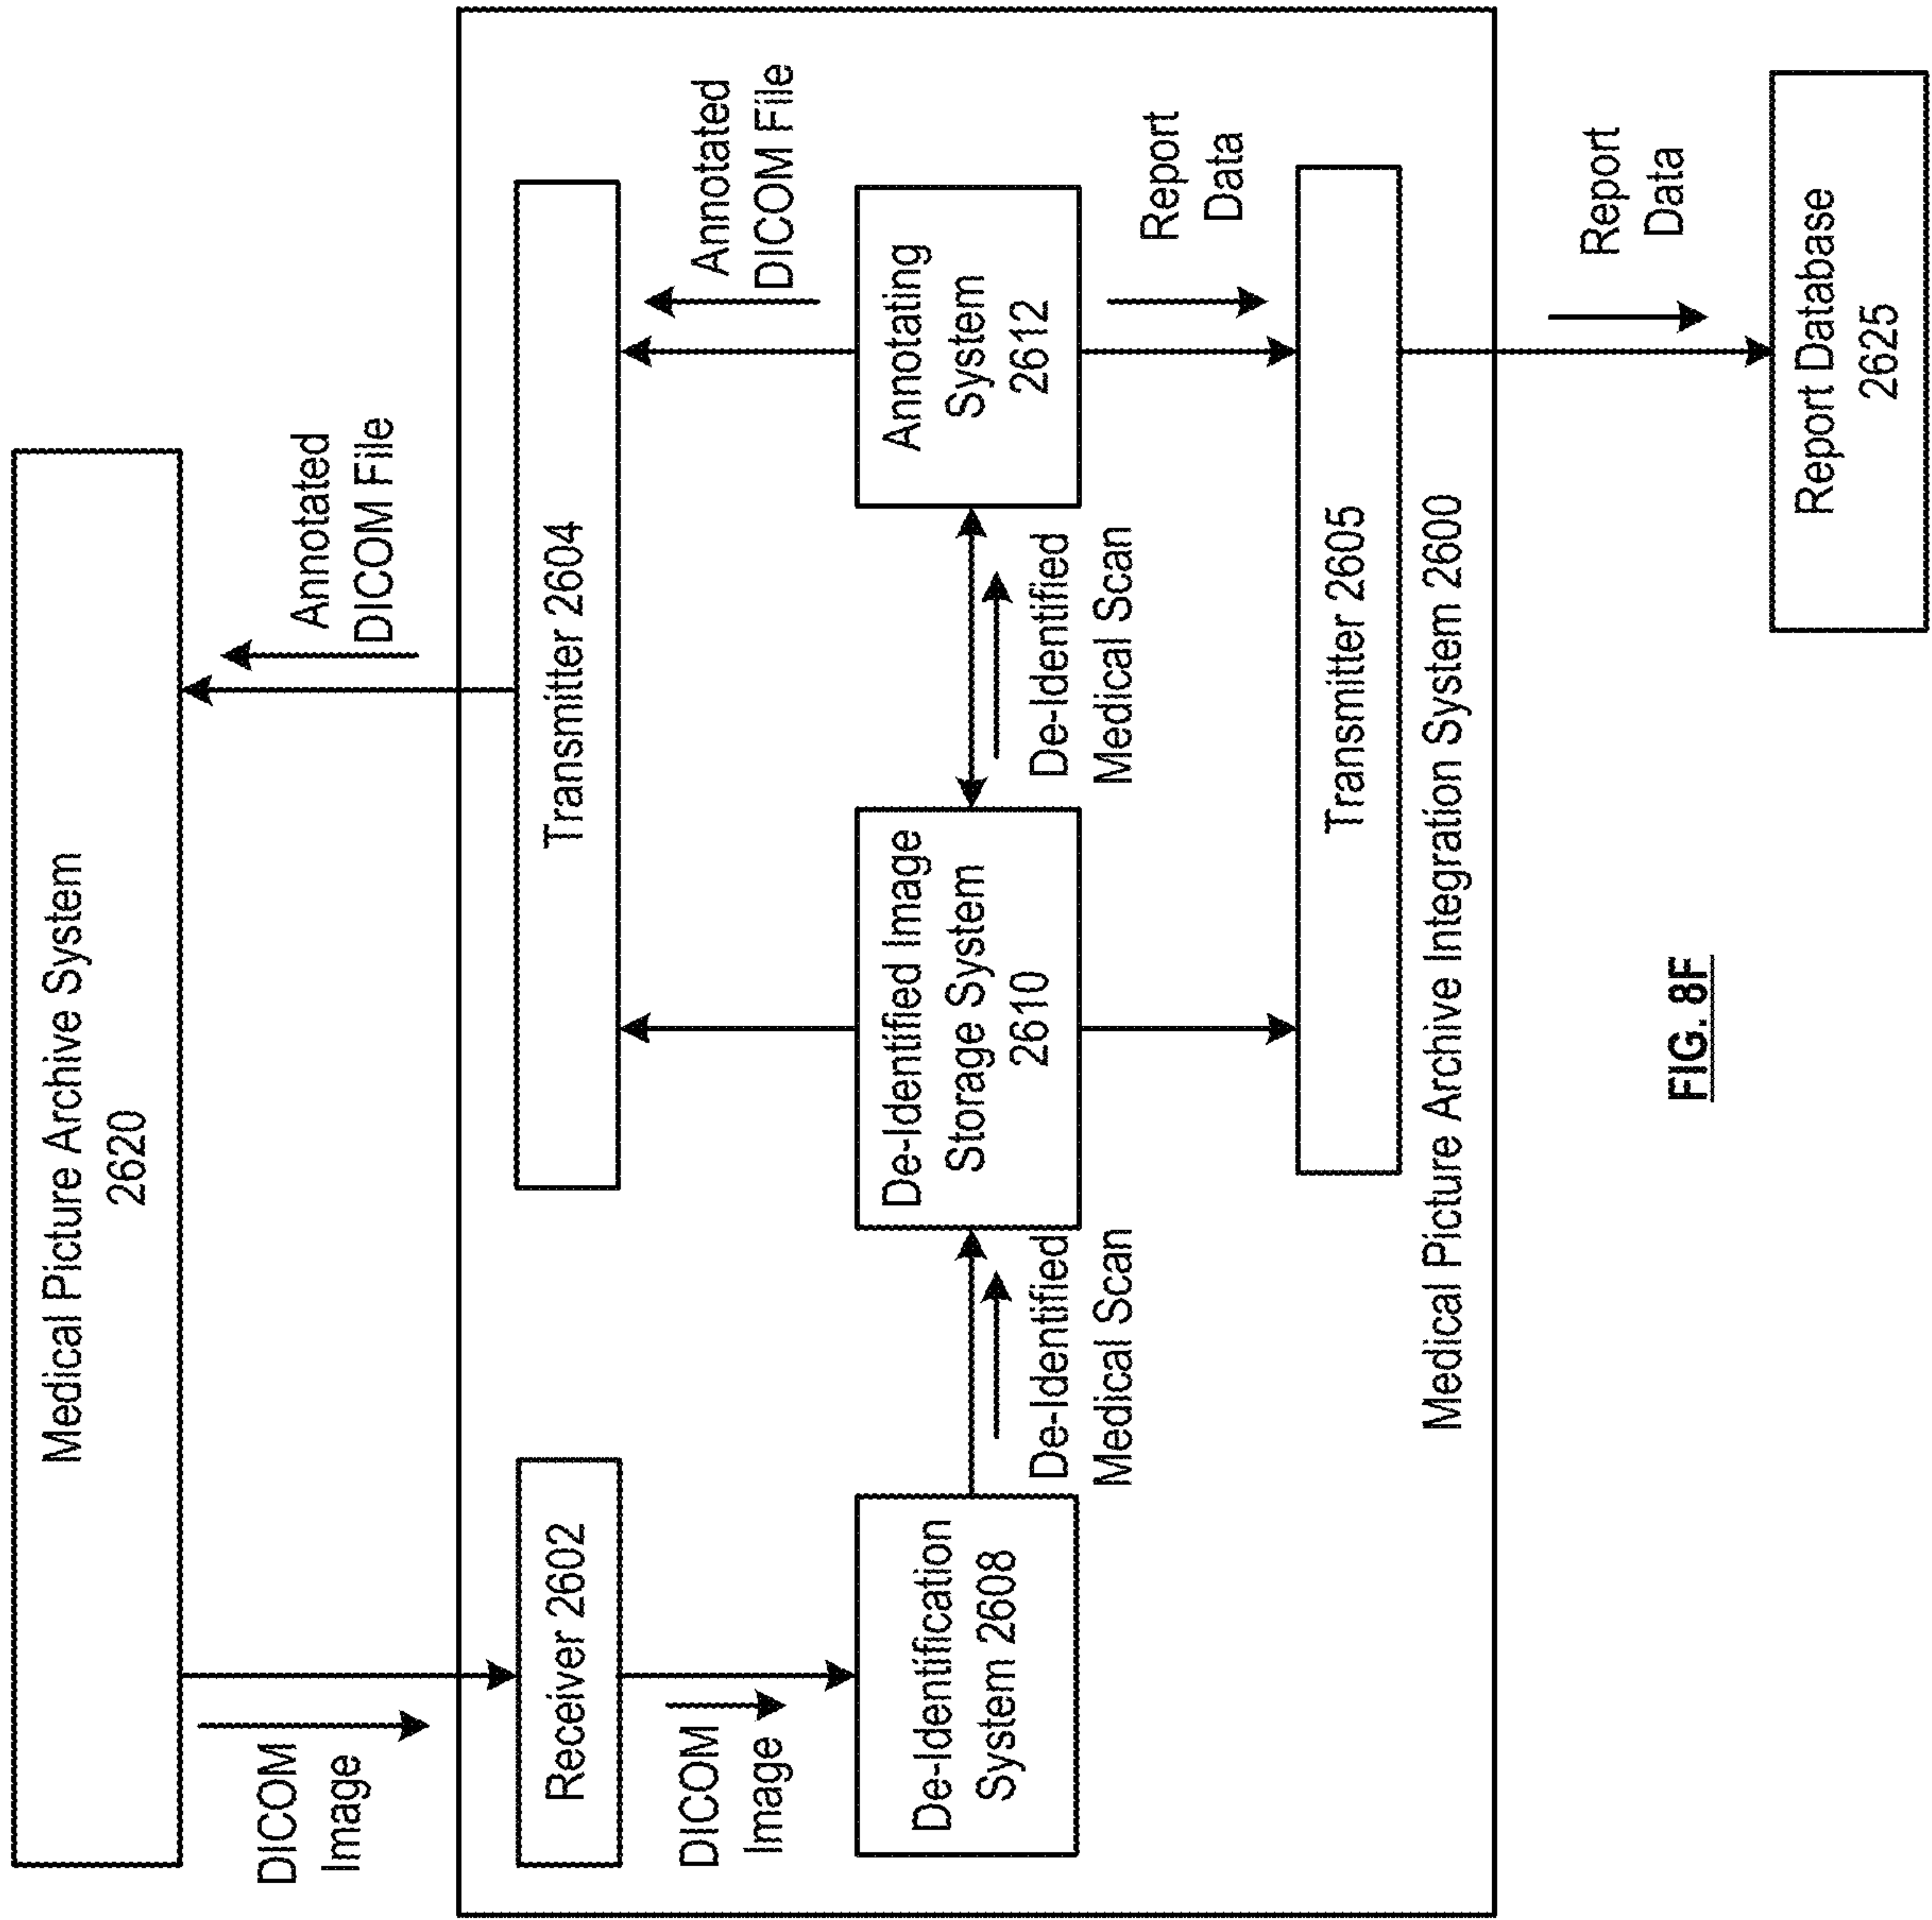 Medical Picture Archive System
2620
DICOM
Image
Annotated
DICOM File
Receiver 2602
Transmitter 2604
DICOM
Image
Annotated
DICOM File
De-Identification
System 2608
De-Identified Image
Storage System
2610
Annotating
System
2612
De-Identified
Medical Scan
De-Identified
Medical Scan
Report
Data
Transmitter 2605
Medical Picture Archive Integration System 2600
Report
Data
Report Database
2625
FIG. 8F